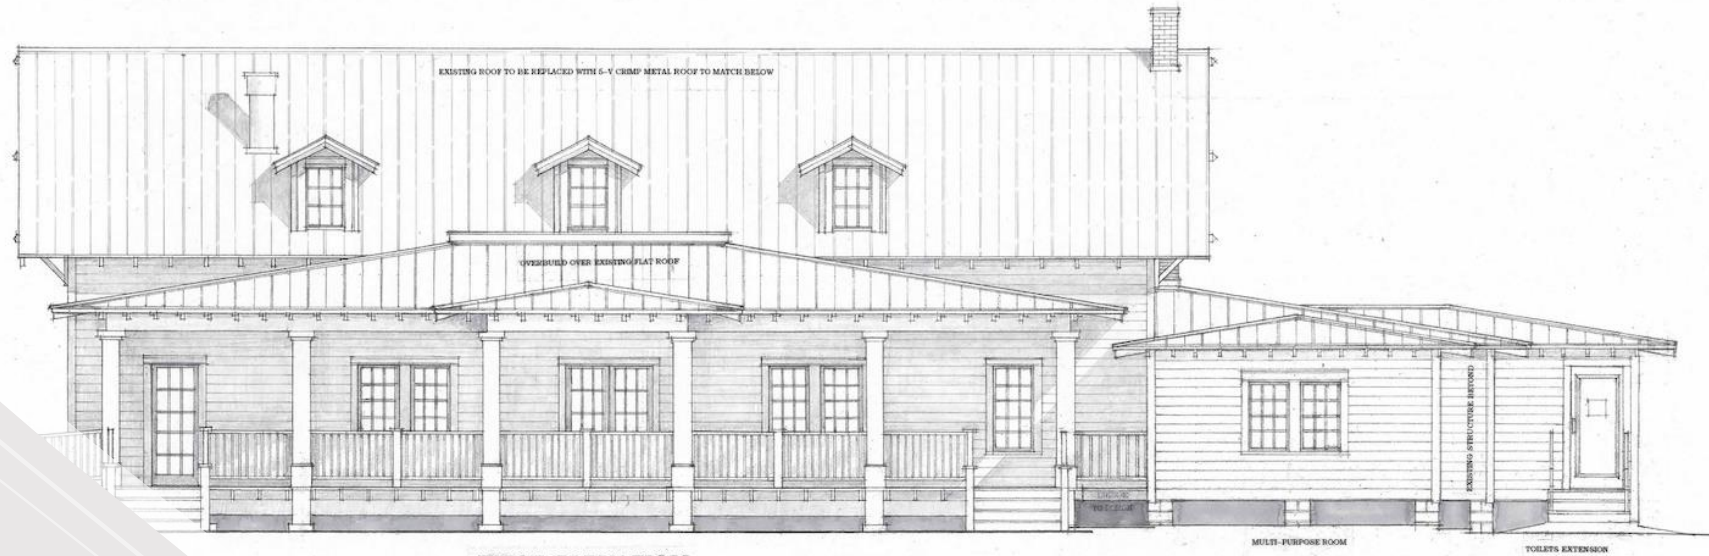 EXISTING ROOF TO BE REPLACED WITH 5-V CRIMP METAL ROOF TO MATCH BELOW
OVERBUILD OVER EXISTING FLAT ROOF
EXISTING STRUCTURE BEYOND
MULTI-PURPOSE ROOM
TOILETS EXTENSION